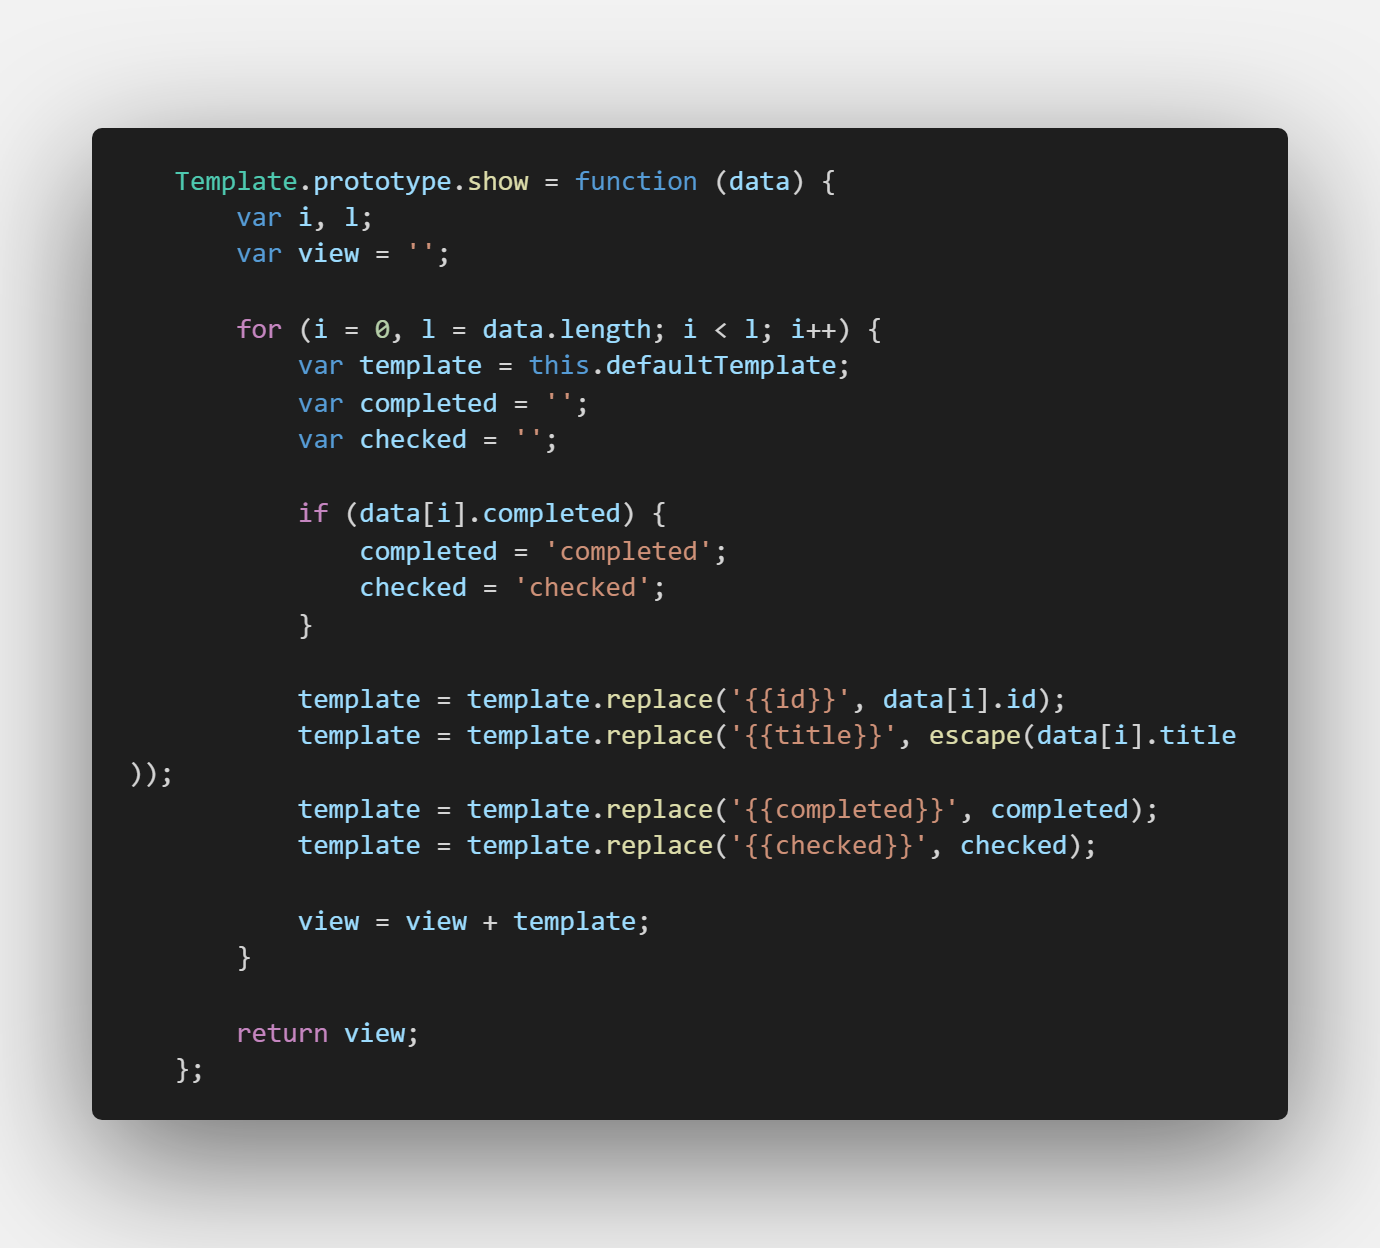 Template.prototype.show = function (data) {
    var i, l;
    var view = '';

    for (i = 0, l = data.length; i < l; i++) {
        var template = this.defaultTemplate;
        var completed = '';
        var checked = '';

        if (data[i].completed) {
            completed = 'completed';
            checked = 'checked';
        }

        template = template.replace('{{id}}', data[i].id);
        template = template.replace('{{title}}', escape(data[i].title
));
        template = template.replace('{{completed}}', completed);
        template = template.replace('{{checked}}', checked);

        view = view + template;
    }

    return view;
};